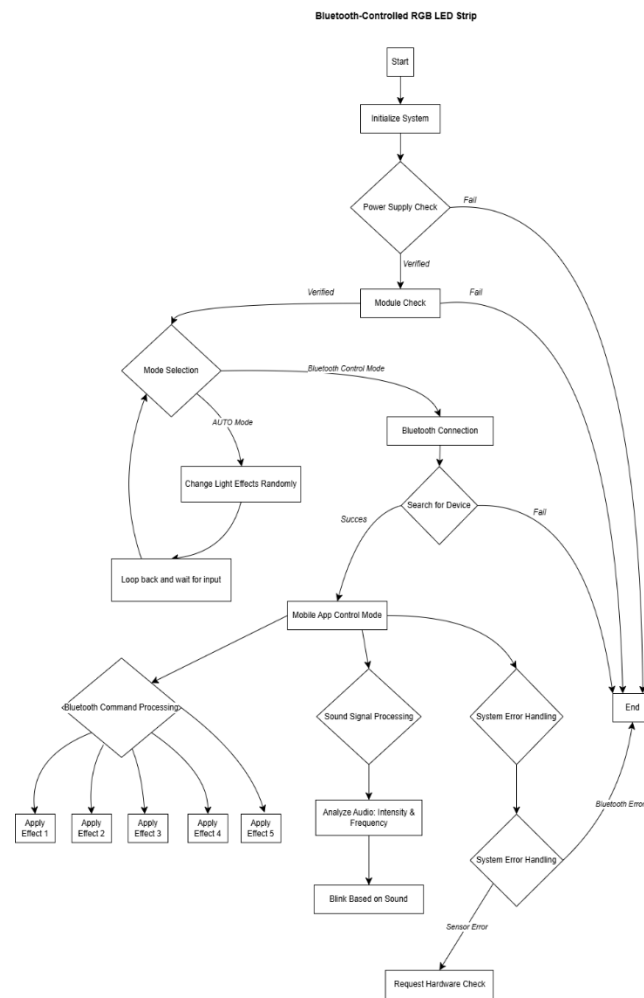 Bluetooth-Controlled RGB LED Strip
Start
Initialize System
Power Supply Check
Fail
Verified
Module Check
Verified
Fail
Mode Selection
Bluetooth Control Mode
AUTO Mode
Bluetooth Connection
Change Light Effects Randomly
Search for Device
Succes
Fail
Loop back and wait for input
Mobile App Control Mode
Bluetooth Command Processing
Sound Signal Processing
System Error Handling
End
Bluetooth Error
Apply
Effect 1
Apply
Effect 2
Apply
Effect 3
Apply
Effect 4
Apply
Effect 5
Analyze Audio: Intensity &
Frequency
System Error Handling
Blink Based on Sound
Sensor Error
Request Hardware Check